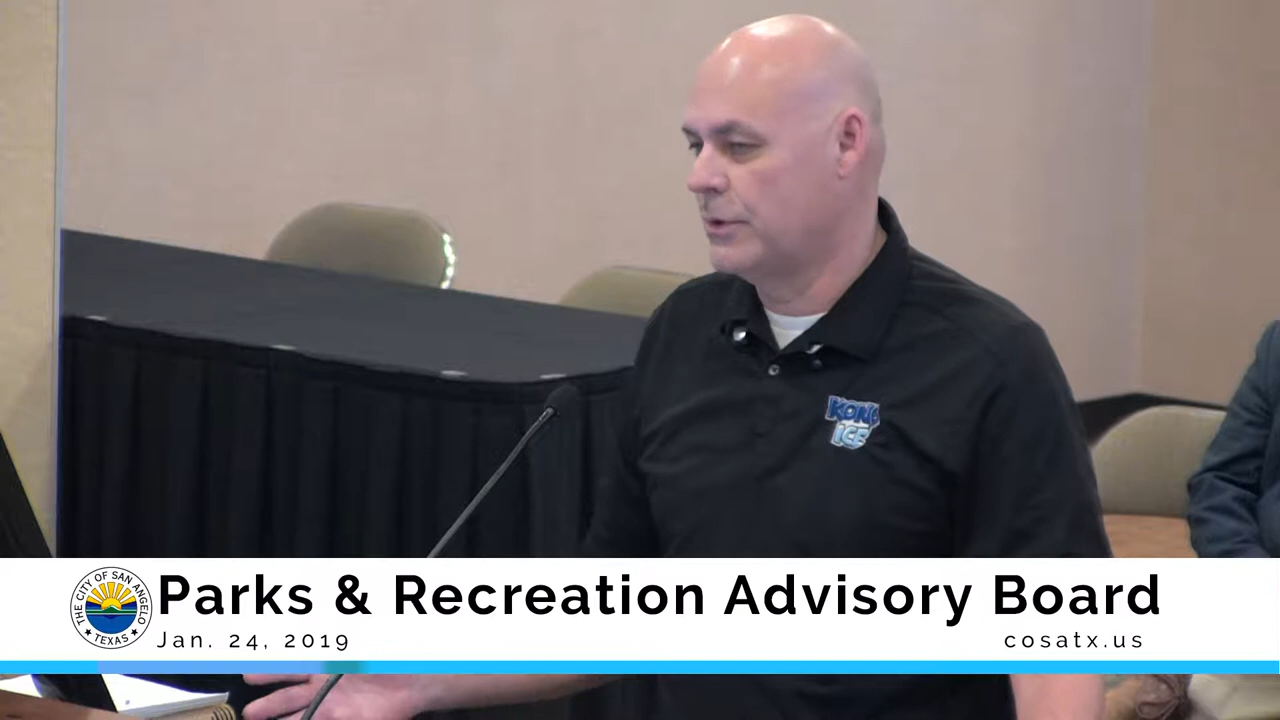 KONA
ICE
Parks & Recreation Advisory Board
THE CITY OF SAN ANGELO
TEXAS
Jan. 24, 2019
cosatx.us